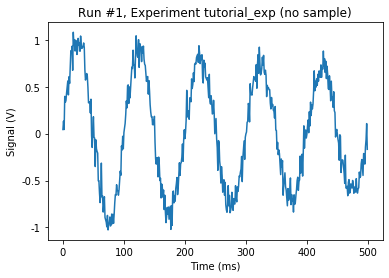 Run #1, Experiment tutorial_exp (no sample)
1
0.5
0
-0.5
-1
Signal (V)
0 100 200 300 400 500
Time (ms)